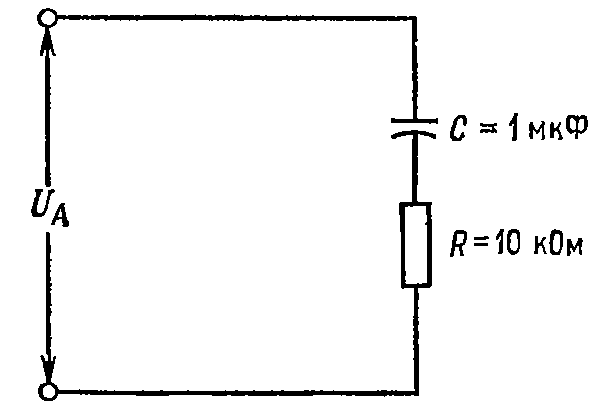 C = 1 мкФ
U_A
R = 10 кОм